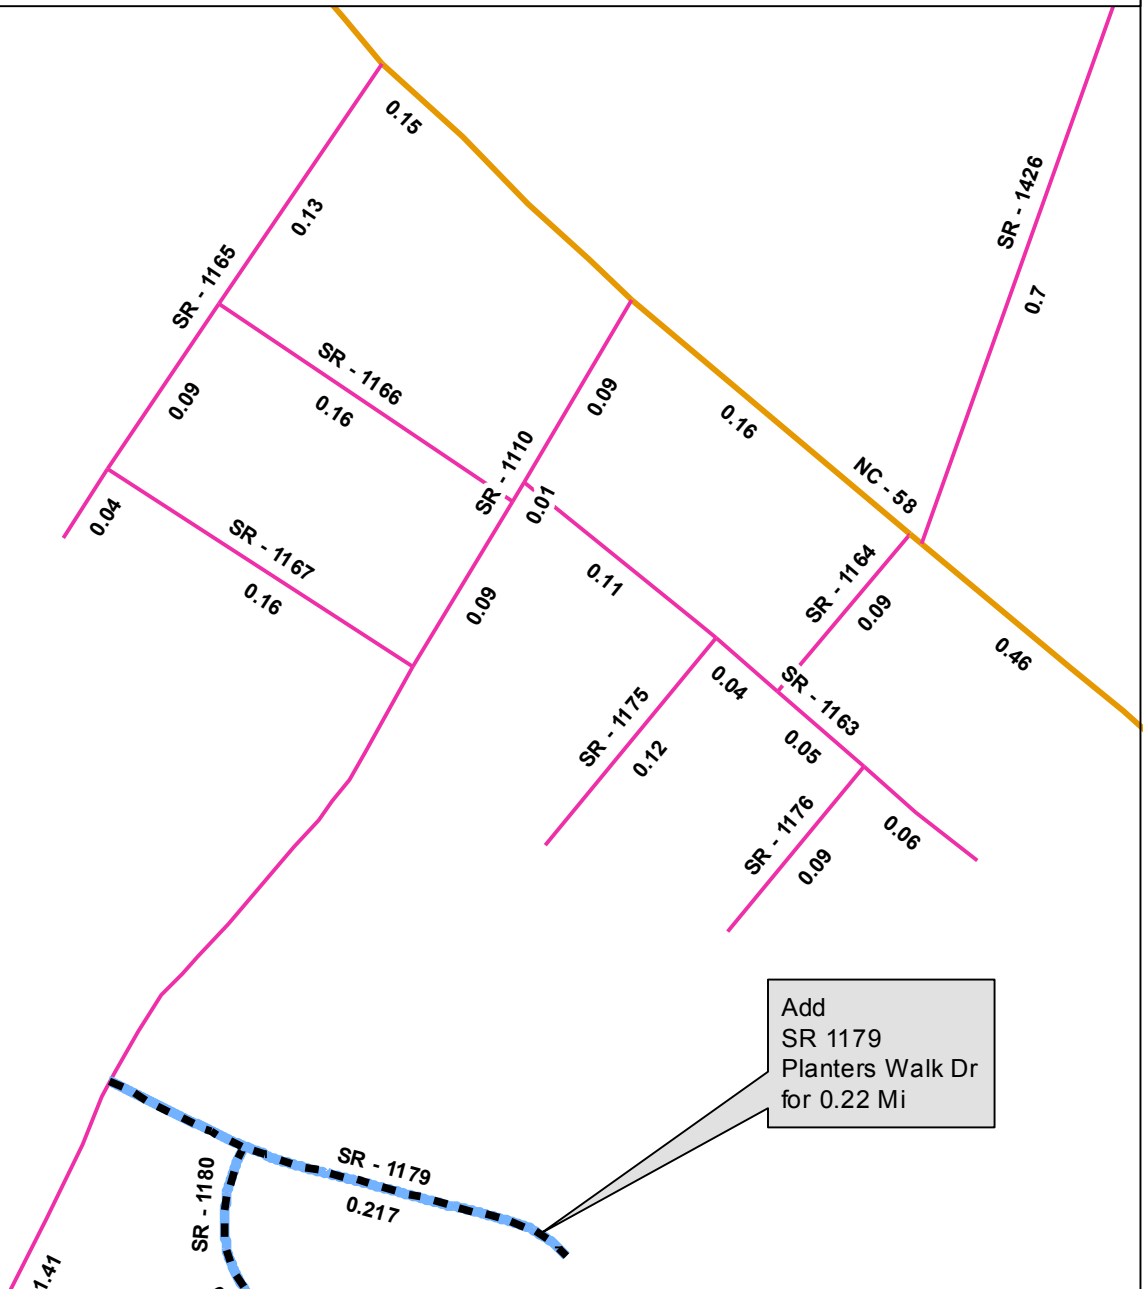 0.15
SR - 1426
0.13
SR - 1165
0.7
SR - 1166
0.09
0.09
0.16
0.16
SR - 1110
NC - 58
0.01
0.04
SR - 1167
0.11
SR - 1164
0.16
0.09
0.09
0.46
SR - 1163
0.04
SR - 1175
0.05
0.12
SR - 1176
0.06
0.09
Add
SR 1179
Planters Walk Dr
for 0.22 Mi
SR - 1179
SR - 1180
0.217
1.41